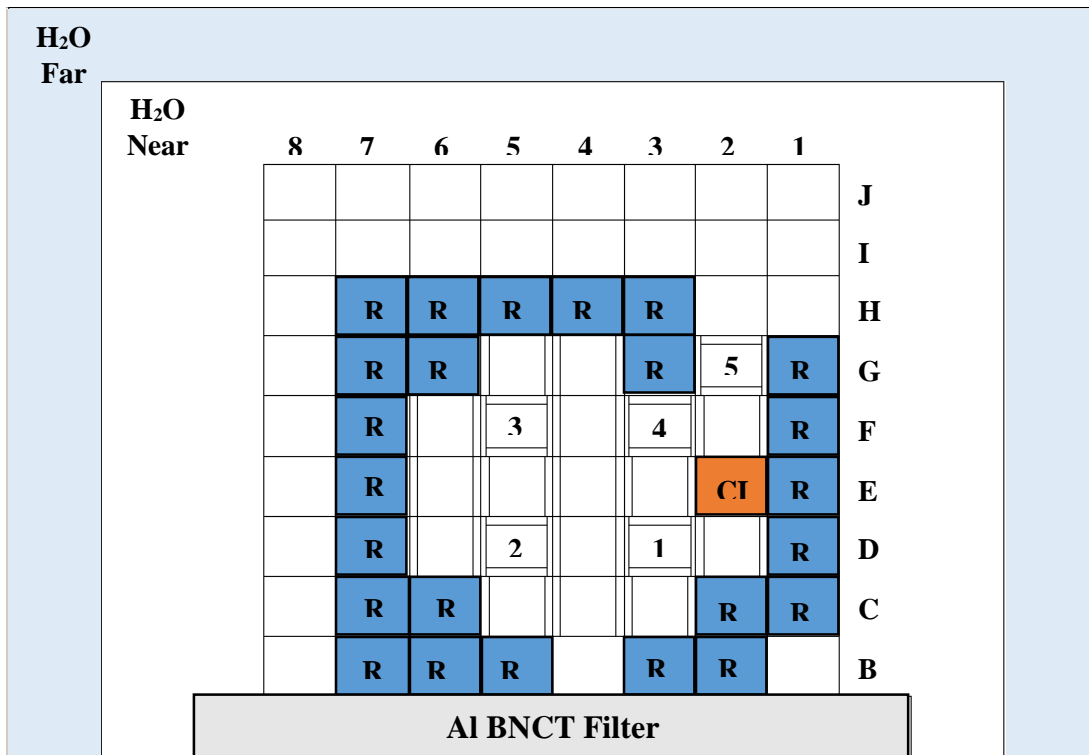 H₂O
Far
H₂O
Near 8 7 6 5 4 3 2 1
J
I
R R R R R H
R R R 5 R G
R 3 4 R F
R CI R E
R 2 1 R D
R R R R C
R R R R R B
Al BNCT Filter